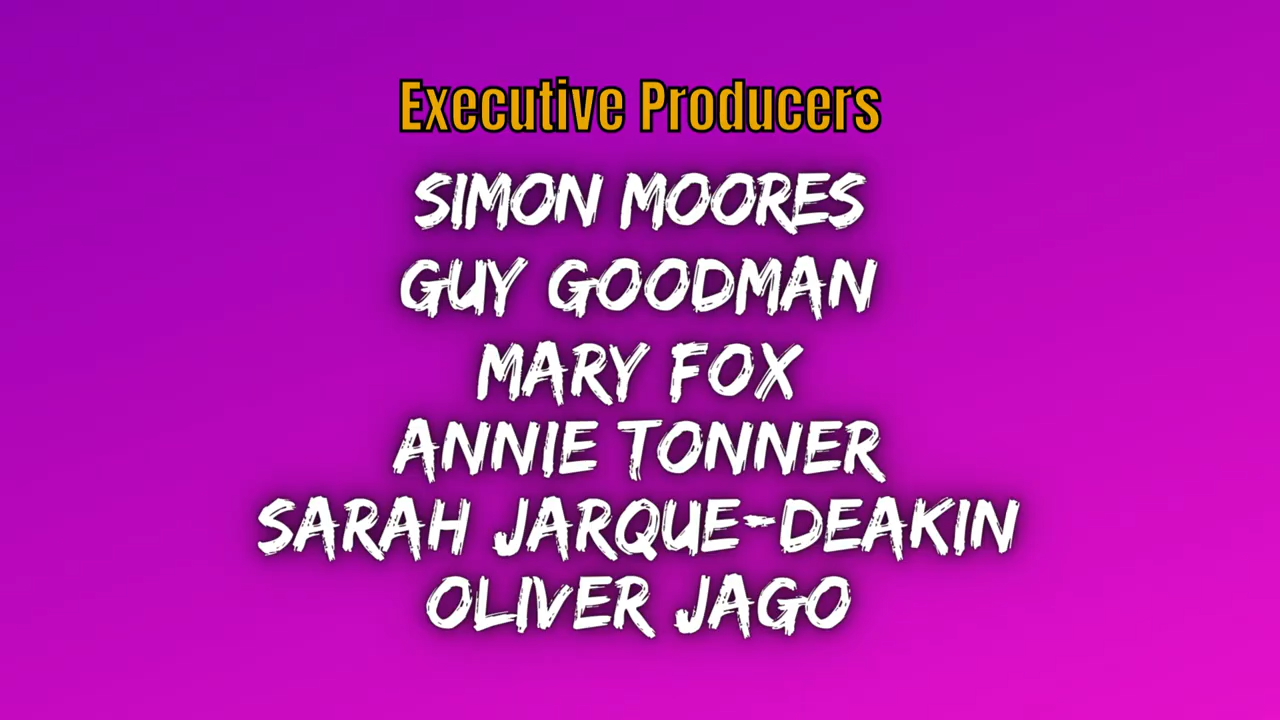 Executive Producers
SIMON MOORES
GUY GOODMAN
MARY FOX
ANNIE TONNER
SARAH JARQUE-DEAKIN
OLIVER JAGO